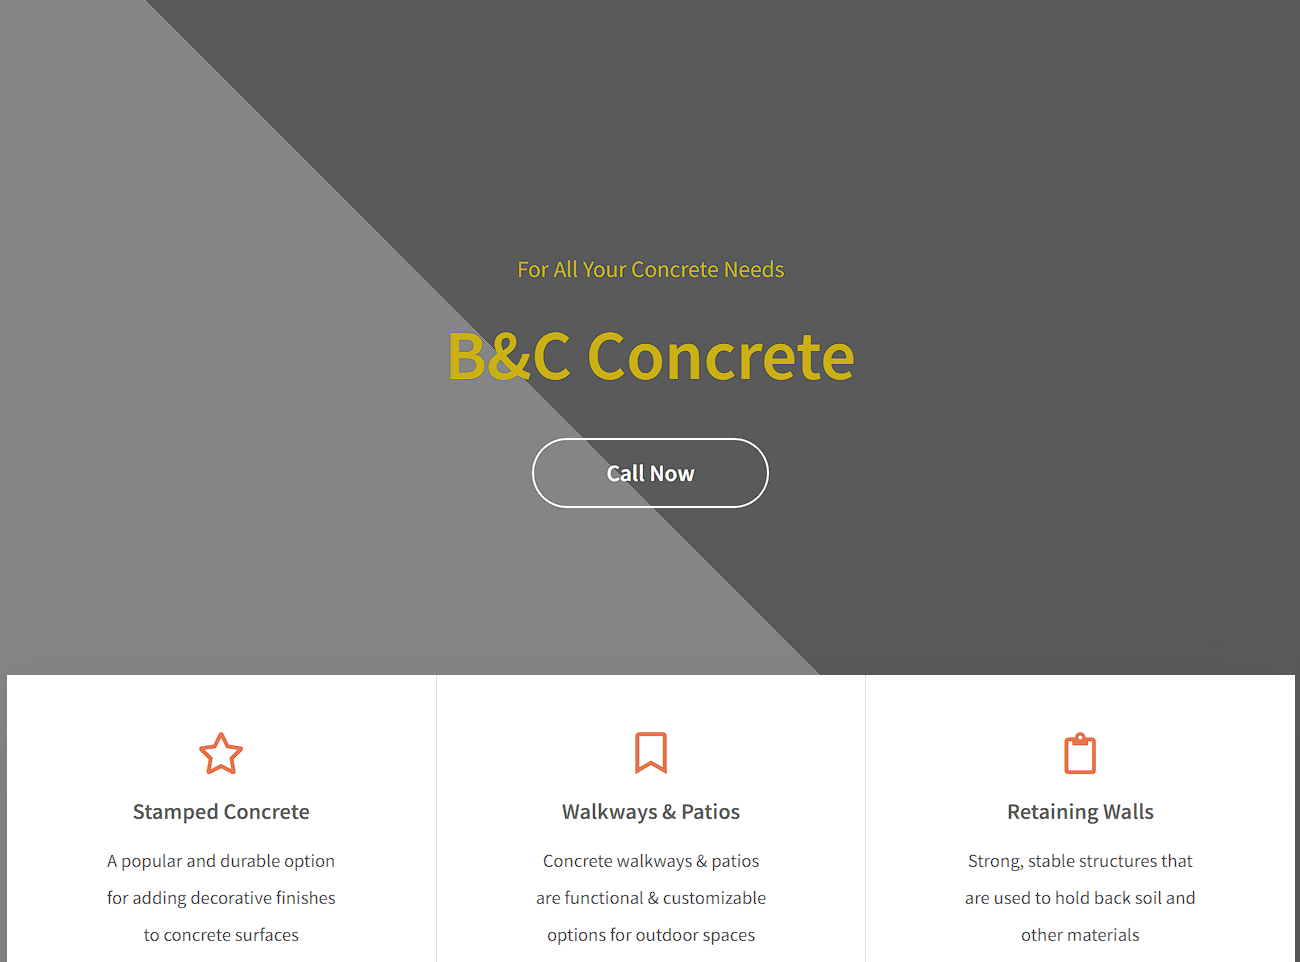 For All Your Concrete Needs
B&C Concrete
Call Now
Stamped Concrete
A popular and durable option
for adding decorative finishes
to concrete surfaces
Walkways & Patios
Concrete walkways & patios
are functional & customizable
options for outdoor spaces
Retaining Walls
Strong, stable structures that
are used to hold back soil and
other materials